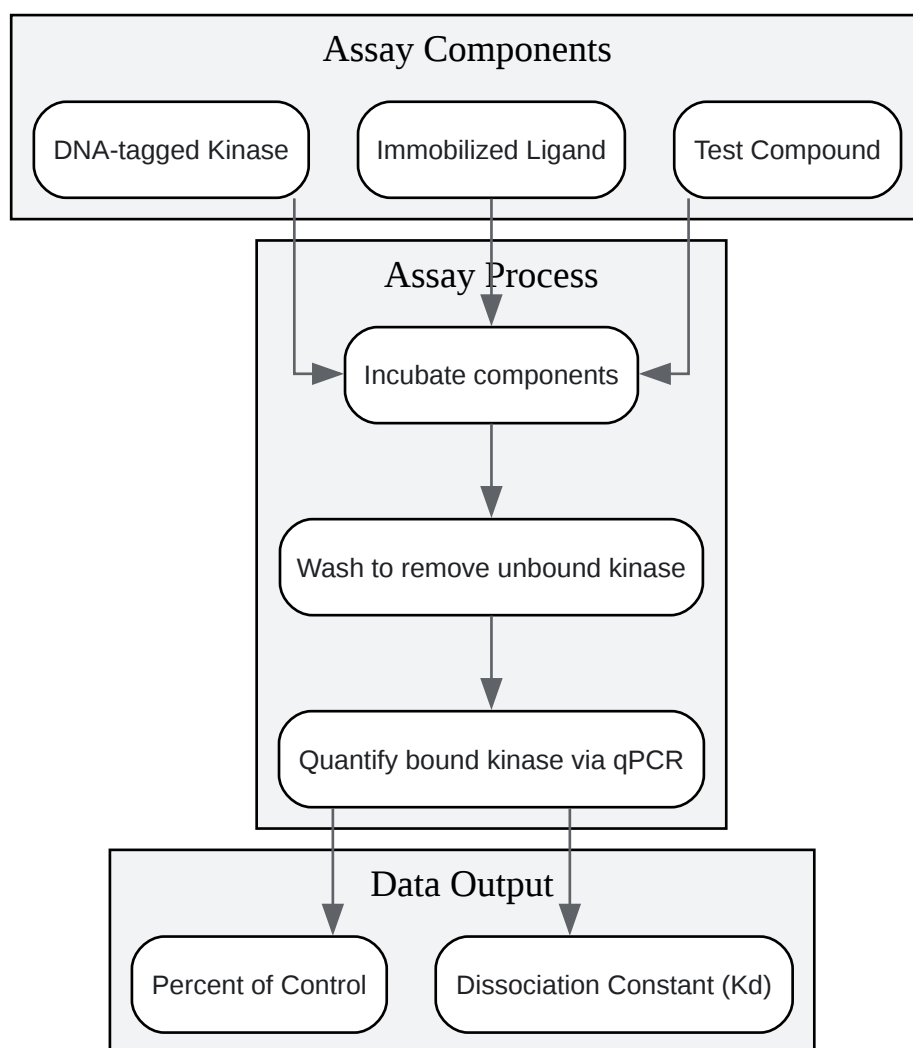 Assay Components
DNA-tagged Kinase
Immobilized Ligand
Test Compound
Assay Process
Incubate components
Wash to remove unbound kinase
Quantify bound kinase via qPCR
Data Output
Percent of Control
Dissociation Constant (Kd)